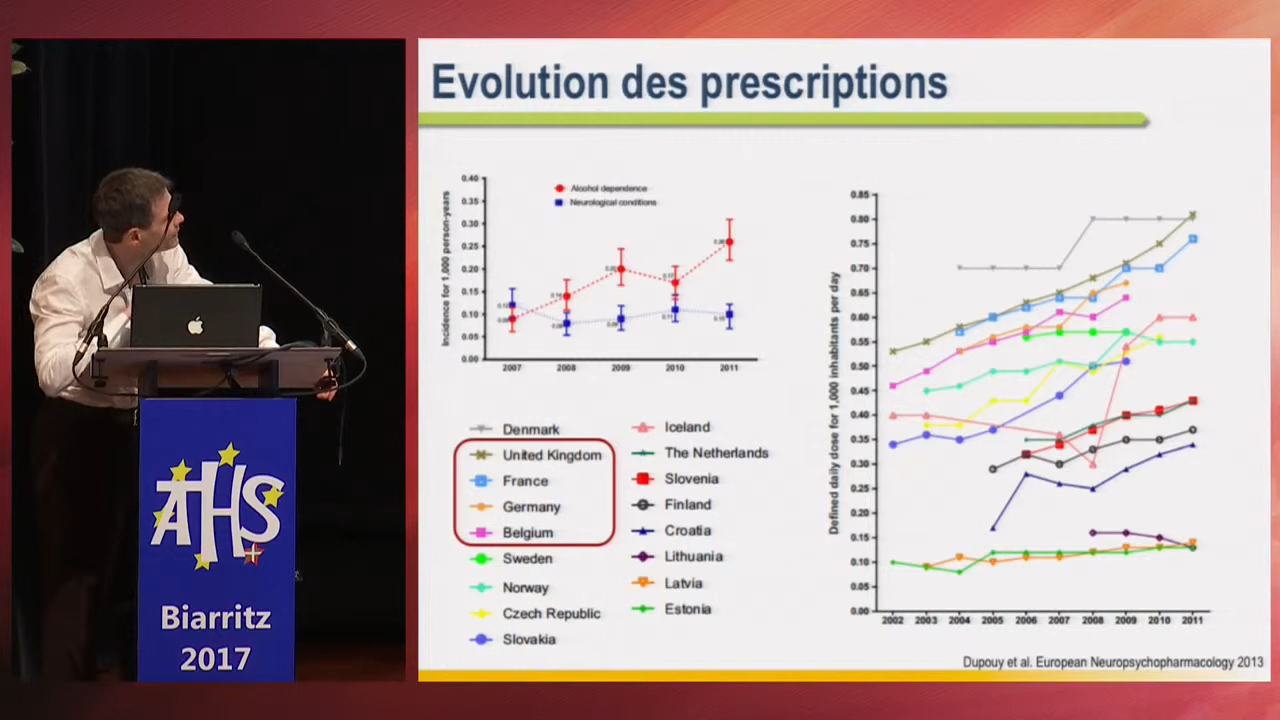 Evolution des prescriptions
Incidence for 1,000 person-years
0.40
0.35
0.30
0.25
0.20
0.15
0.10
0.05
0.00
Alcohol dependence
Neurological conditions
2007
2008
2009
2010
2011
Denmark
United Kingdom
France
Germany
Belgium
Sweden
Norway
Czech Republic
Slovakia
Iceland
The Netherlands
Slovenia
Finland
Croatia
Lithuania
Latvia
Estonia
Defined daily dose for 1,000 inhabitants per day
0.85
0.80
0.75
0.70
0.65
0.60
0.55
0.50
0.45
0.40
0.35
0.30
0.25
0.20
0.15
0.10
0.05
0.00
2002
2003
2004
2005
2006
2007
2008
2009
2010
2011
Dupouy et al. European Neuropsychopharmacology 2013
AHS
Biarritz
2017